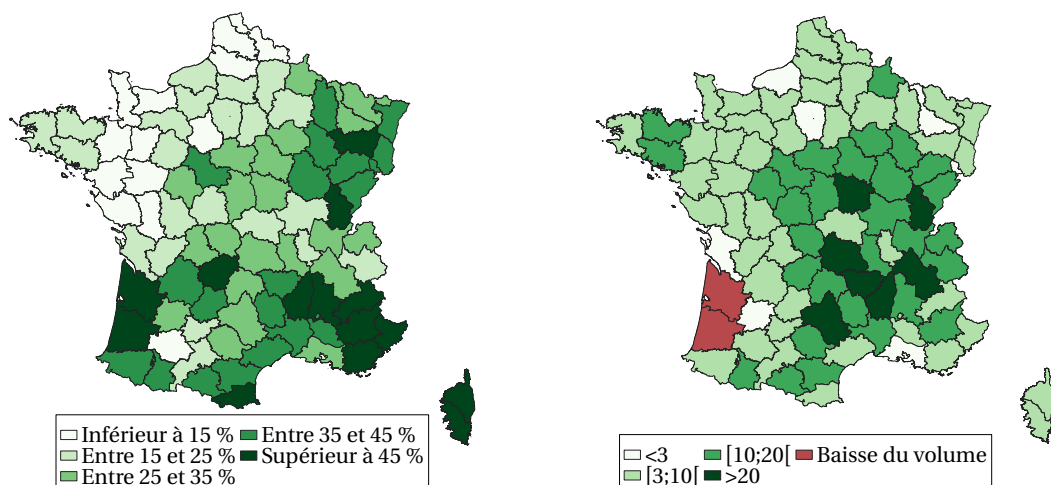 Inférieur à 15 % Entre 35 et 45 %
Entre 15 et 25 % Supérieur à 45 %
Entre 25 et 35 %
<3 [10;20[ Baisse du volume
[3;10[ >20